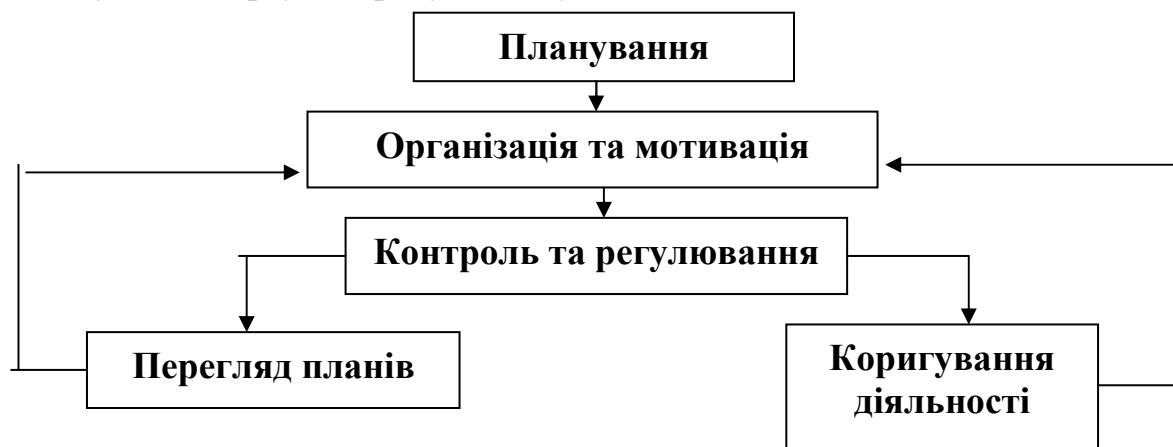 Планування
Організація та мотивація
Контроль та регулювання
Перегляд планів
Коригування
діяльності